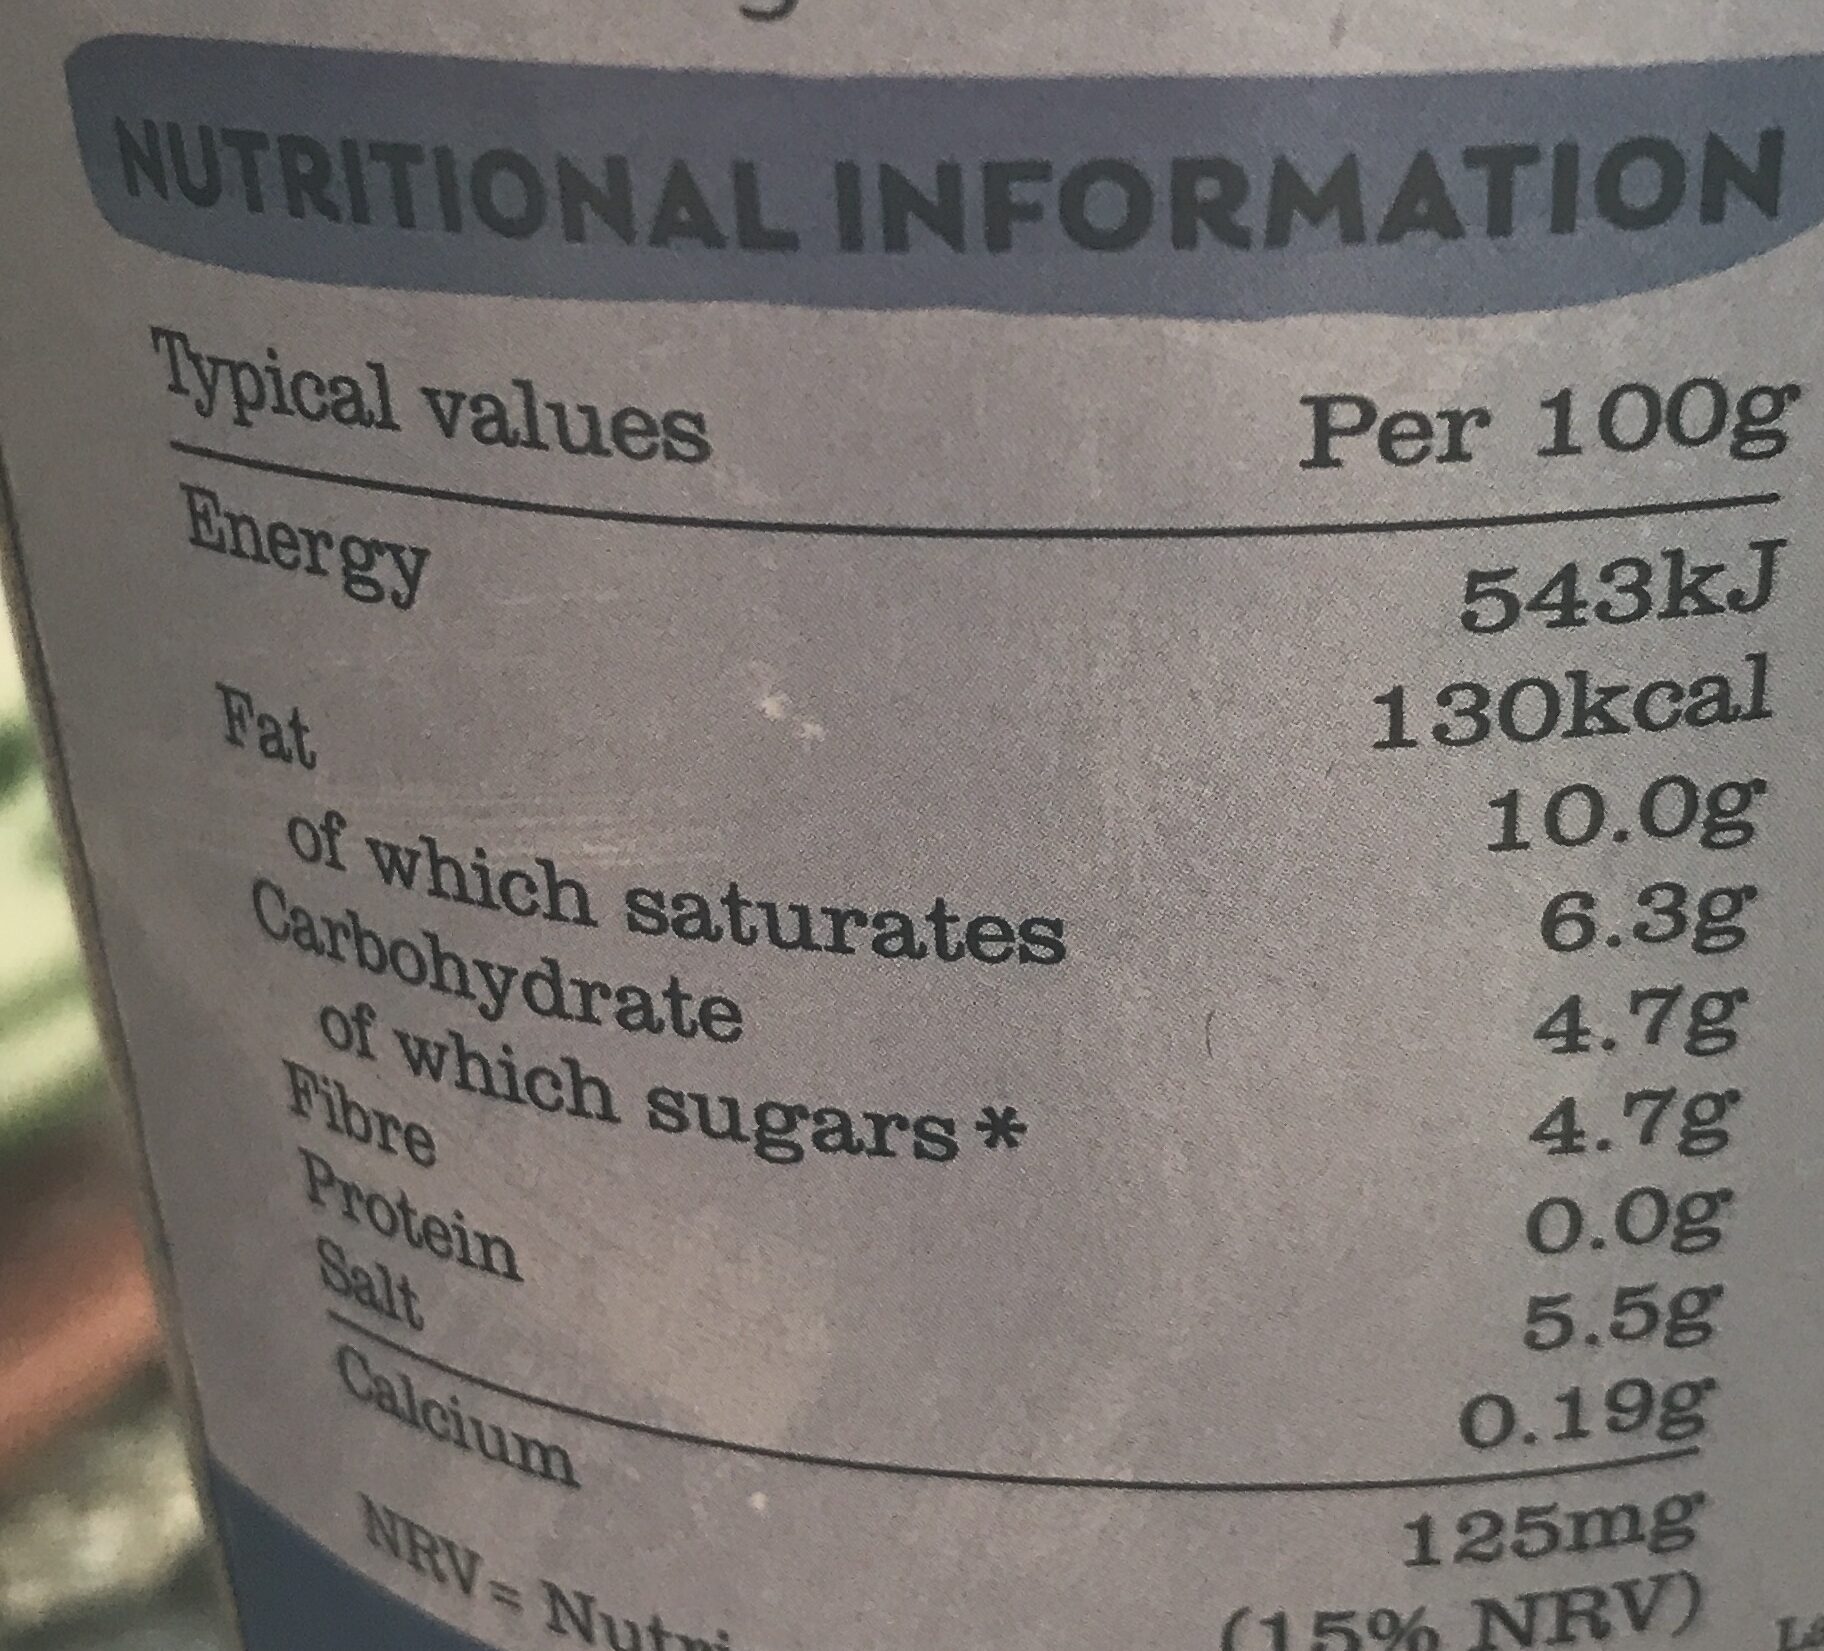 NUTRITIONAL INFORMATION
Typical values Per 100g
Energy 543kJ
130kcal
Fat 10.0g
of which saturates 6.3g
Carbohydrate 4.7g
of which sugars* 4.7g
Fibre 0.0g
Protein 5.5g
Salt 0.19g
Calcium 125mg
(15% NRV)
NRV = Nutri